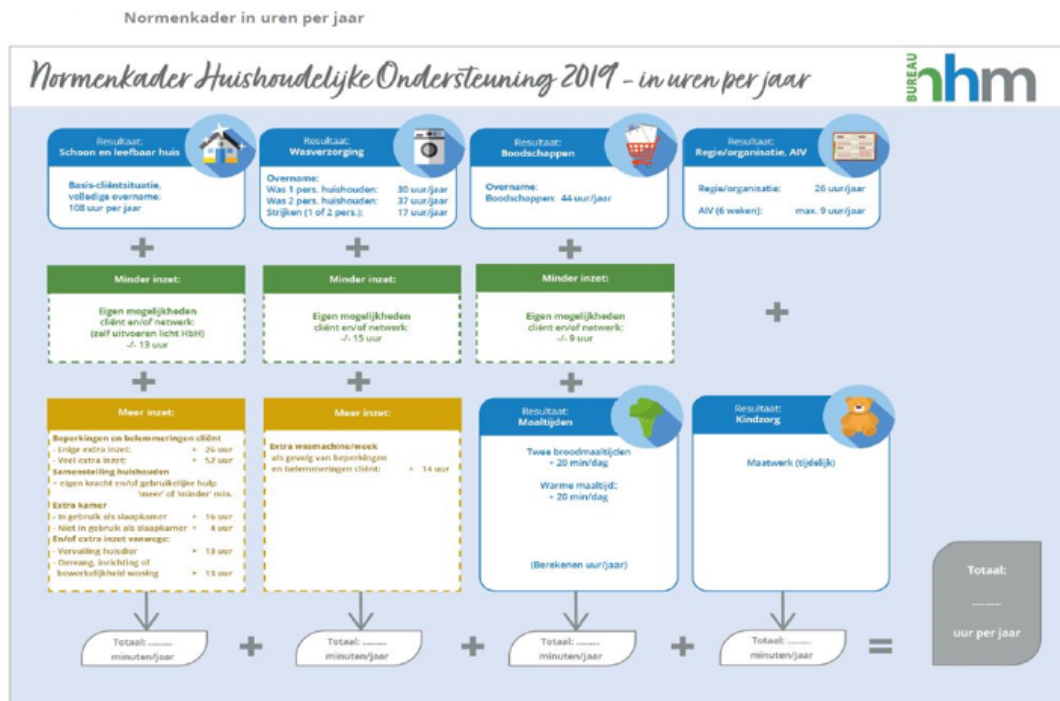 Normenkader in uren per jaar
Normenkader Huishoudelijke Ondersteuning 2019 - in uren per jaar
BUREAU
nhm
Resultaat:
Schoon en leefbaar huis
Basis-cliëntsituatie,
volledige overname:
108 uur per jaar
Resultaat:
Wasverzorging
Overname:
Was 1 pers. huishouden: 30 uur/jaar
Was 2 pers. huishouden: 37 uur/jaar
Strijken (1 of 2 pers.): 17 uur/jaar
Resultaat:
Boodschappen
Overname:
Boodschappen: 44 uur/jaar
Resultaat:
Regie/organisatie, AIV
Regie/organisatie: 26 uur/jaar
AIV (6 weken): max. 9 uur/jaar
+
+
+
Minder inzet:
Eigen mogelijkheden
cliënt en/of netwerk:
(zelf uitvoeren licht HbH)
-/- 13 uur
Minder inzet:
Eigen mogelijkheden
cliënt en/of netwerk:
-/- 15 uur
Minder inzet:
Eigen mogelijkheden
cliënt en/of netwerk:
-/- 9 uur
+
+
+
+
Meer inzet:
Beperkingen en belemmeringen cliënt
- Enige extra inzet: + 26 uur
- Veel extra inzet: + 52 uur
Samenstelling huishouden
= eigen kracht en/of gebruikelijke hulp
'meer' of 'minder' min.
Extra kamer
- In gebruik als slaapkamer + 16 uur
- Niet in gebruik als slaapkamer + 4 uur
En/of extra inzet vanwege:
- Vervuiling huisdier + 13 uur
- Omvang, inrichting of
bewerkelijkheid woning + 13 uur
Meer inzet:
Extra wasmachine/week
als gevolg van beperkingen
en belemmeringen cliënt: + 14 uur
Resultaat:
Maaltijden
Twee broodmaaltijden
+ 20 min/dag
Warme maaltijd:
+ 20 min/dag
(Berekenen uur/jaar)
Resultaat:
Kindzorg
Maatwerk (tijdelijk)
Totaal: ........
minuten/jaar
+
Totaal: ........
minuten/jaar
+
Totaal: ........
minuten/jaar
+
Totaal: ........
minuten/jaar
=
Totaal:
.........
uur per jaar